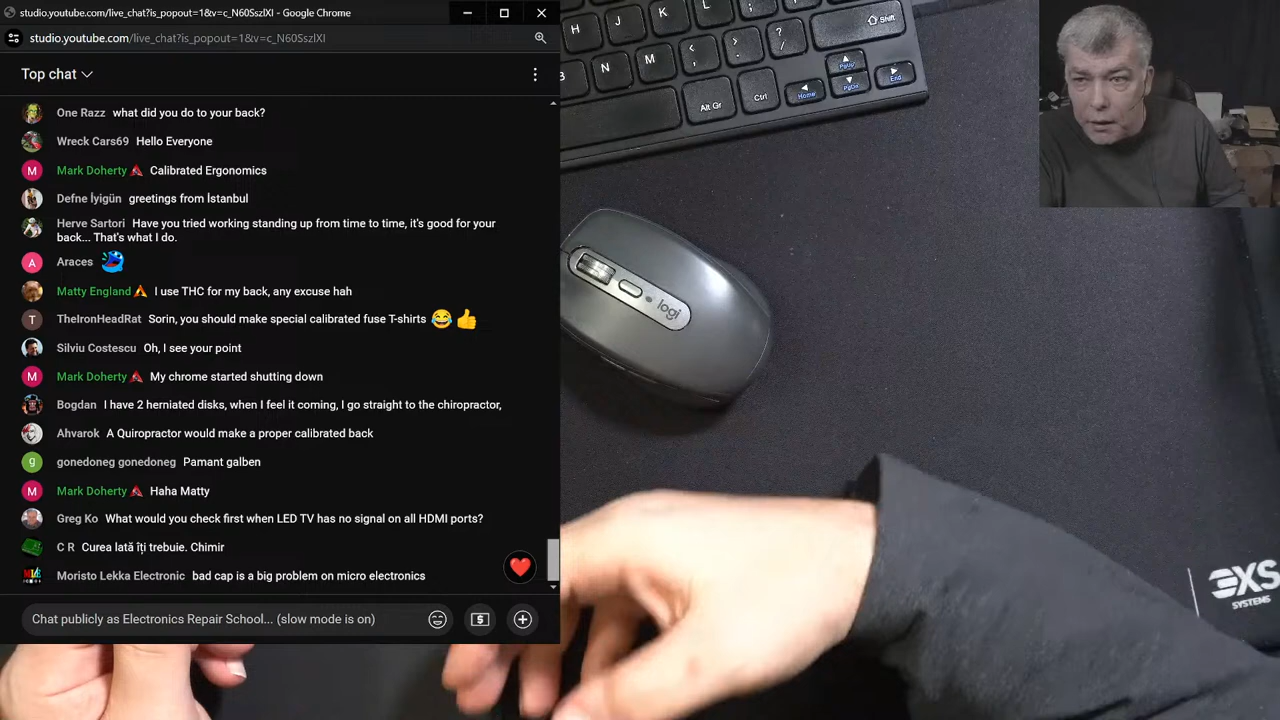 studio.youtube.com/live_chat?is_popout=1&v=c_N60SszlXI - Google Chrome
studio.youtube.com/live_chat?is_popout=1&v=c_N60SszlXI
Top chat
One Razz what did you do to your back?
Wreck Cars69 Hello Everyone
M Mark Doherty Calibrated Ergonomics
Defne İyigün greetings from İstanbul
Herve Sartori Have you tried working standing up from time to time, it's good for your
back... That's what I do.
A Araces
Matty England I use THC for my back, any excuse hah
T TheIronHeadRat Sorin, you should make special calibrated fuse T-shirts 😂 👍
Silviu Costescu Oh, I see your point
M Mark Doherty My chrome started shutting down
Bogdan I have 2 herniated disks, when I feel it coming, I go straight to the chiropractor,
Ahvarok A Quiropractor would make a proper calibrated back
g gonedoneg gonedoneg Pamant galben
M Mark Doherty Haha Matty
Greg Ko What would you check first when LED TV has no signal on all HDMI ports?
C R Curea lată îți trebuie. Chimir
Moristo Lekka Electronic bad cap is a big problem on micro electronics
Chat publicly as Electronics Repair School... (slow mode is on)
H J K L : ;
B N M < , > . ? / Shift
Alt Gr Ctrl Home PgUp PgDn End
logi
3XS
SYSTEMS